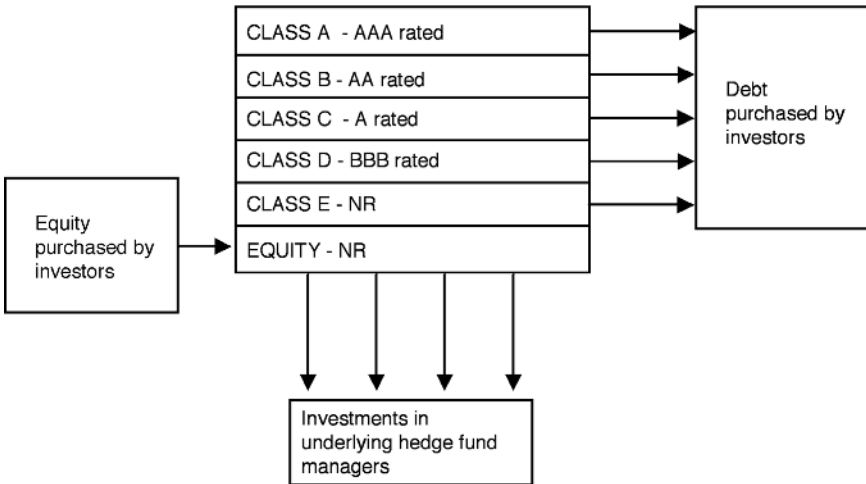 CLASS A - AAA rated
CLASS B - AA rated
CLASS C - A rated
CLASS D - BBB rated
CLASS E - NR
EQUITY - NR
Debt
purchased by
investors
Equity
purchased by
investors
Investments in
underlying hedge fund
managers